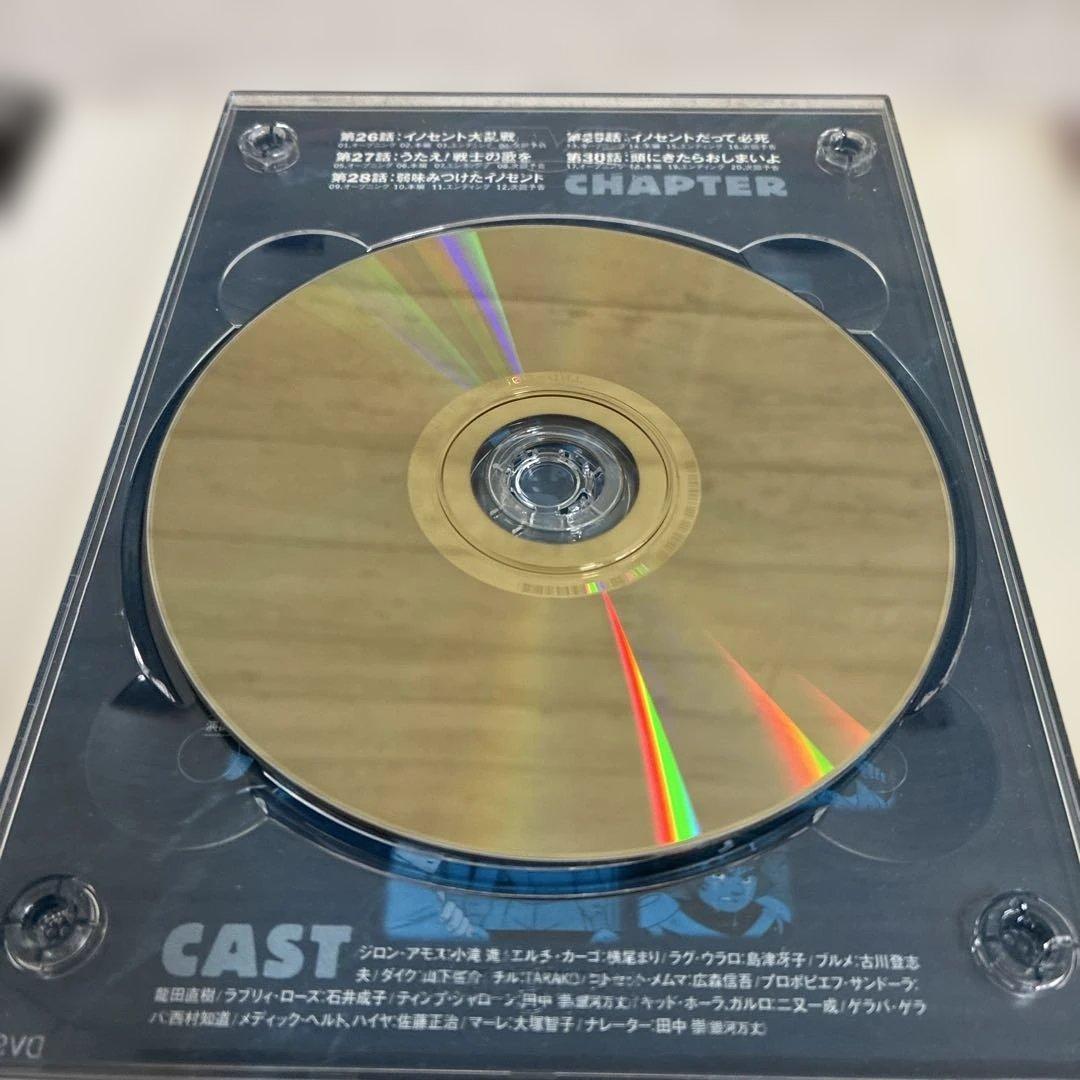 第26話:イノセント大乱戦
01.オープニング 02.本編 03.エンディング 04.次回予告
第27話:うたえ!戦士の歌を
05.オープニング 06.本編 07.エンディング 08.次回予告
第28話:弱味みつけたイノセント
09.オープニング 10.本編 11.エンディング 12.次回予告
第29話:イノセントだって必死
13.オープニング 14.本編 15.エンディング 16.次回予告
第30話:頭にきたらおしまいよ
17.オープニング 18.本編 19.エンディング 20.次回予告
CHAPTER
CAST
ジロン・アモス:小滝 進/エルチ・カーゴ:横尾まり/ラグ・ウラロ:島津冴子/ブルメ:古川登志
夫/ダイク:山下啓介 チル:TARAKO/コトセット・メムマ:広森信吾/プロポピエフ・サンドーラ:
龍田直樹/ラブリィ・ローズ:石井成子/ティンプ・シャローン:田中 崇(銀河万丈)/キッド・ホーラ、ガルロ:二又一成/ゲラバ・ゲラ
バ:西村知道/メディック・ヘルト、ハイヤ:佐藤正治/マーレ:大塚智子/ナレーター:田中 崇(銀河万丈)